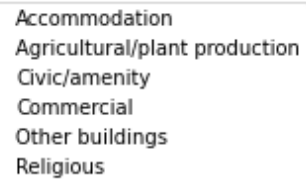 Accommodation
Agricultural/plant production
Civic/amenity
Commercial
Other buildings
Religious